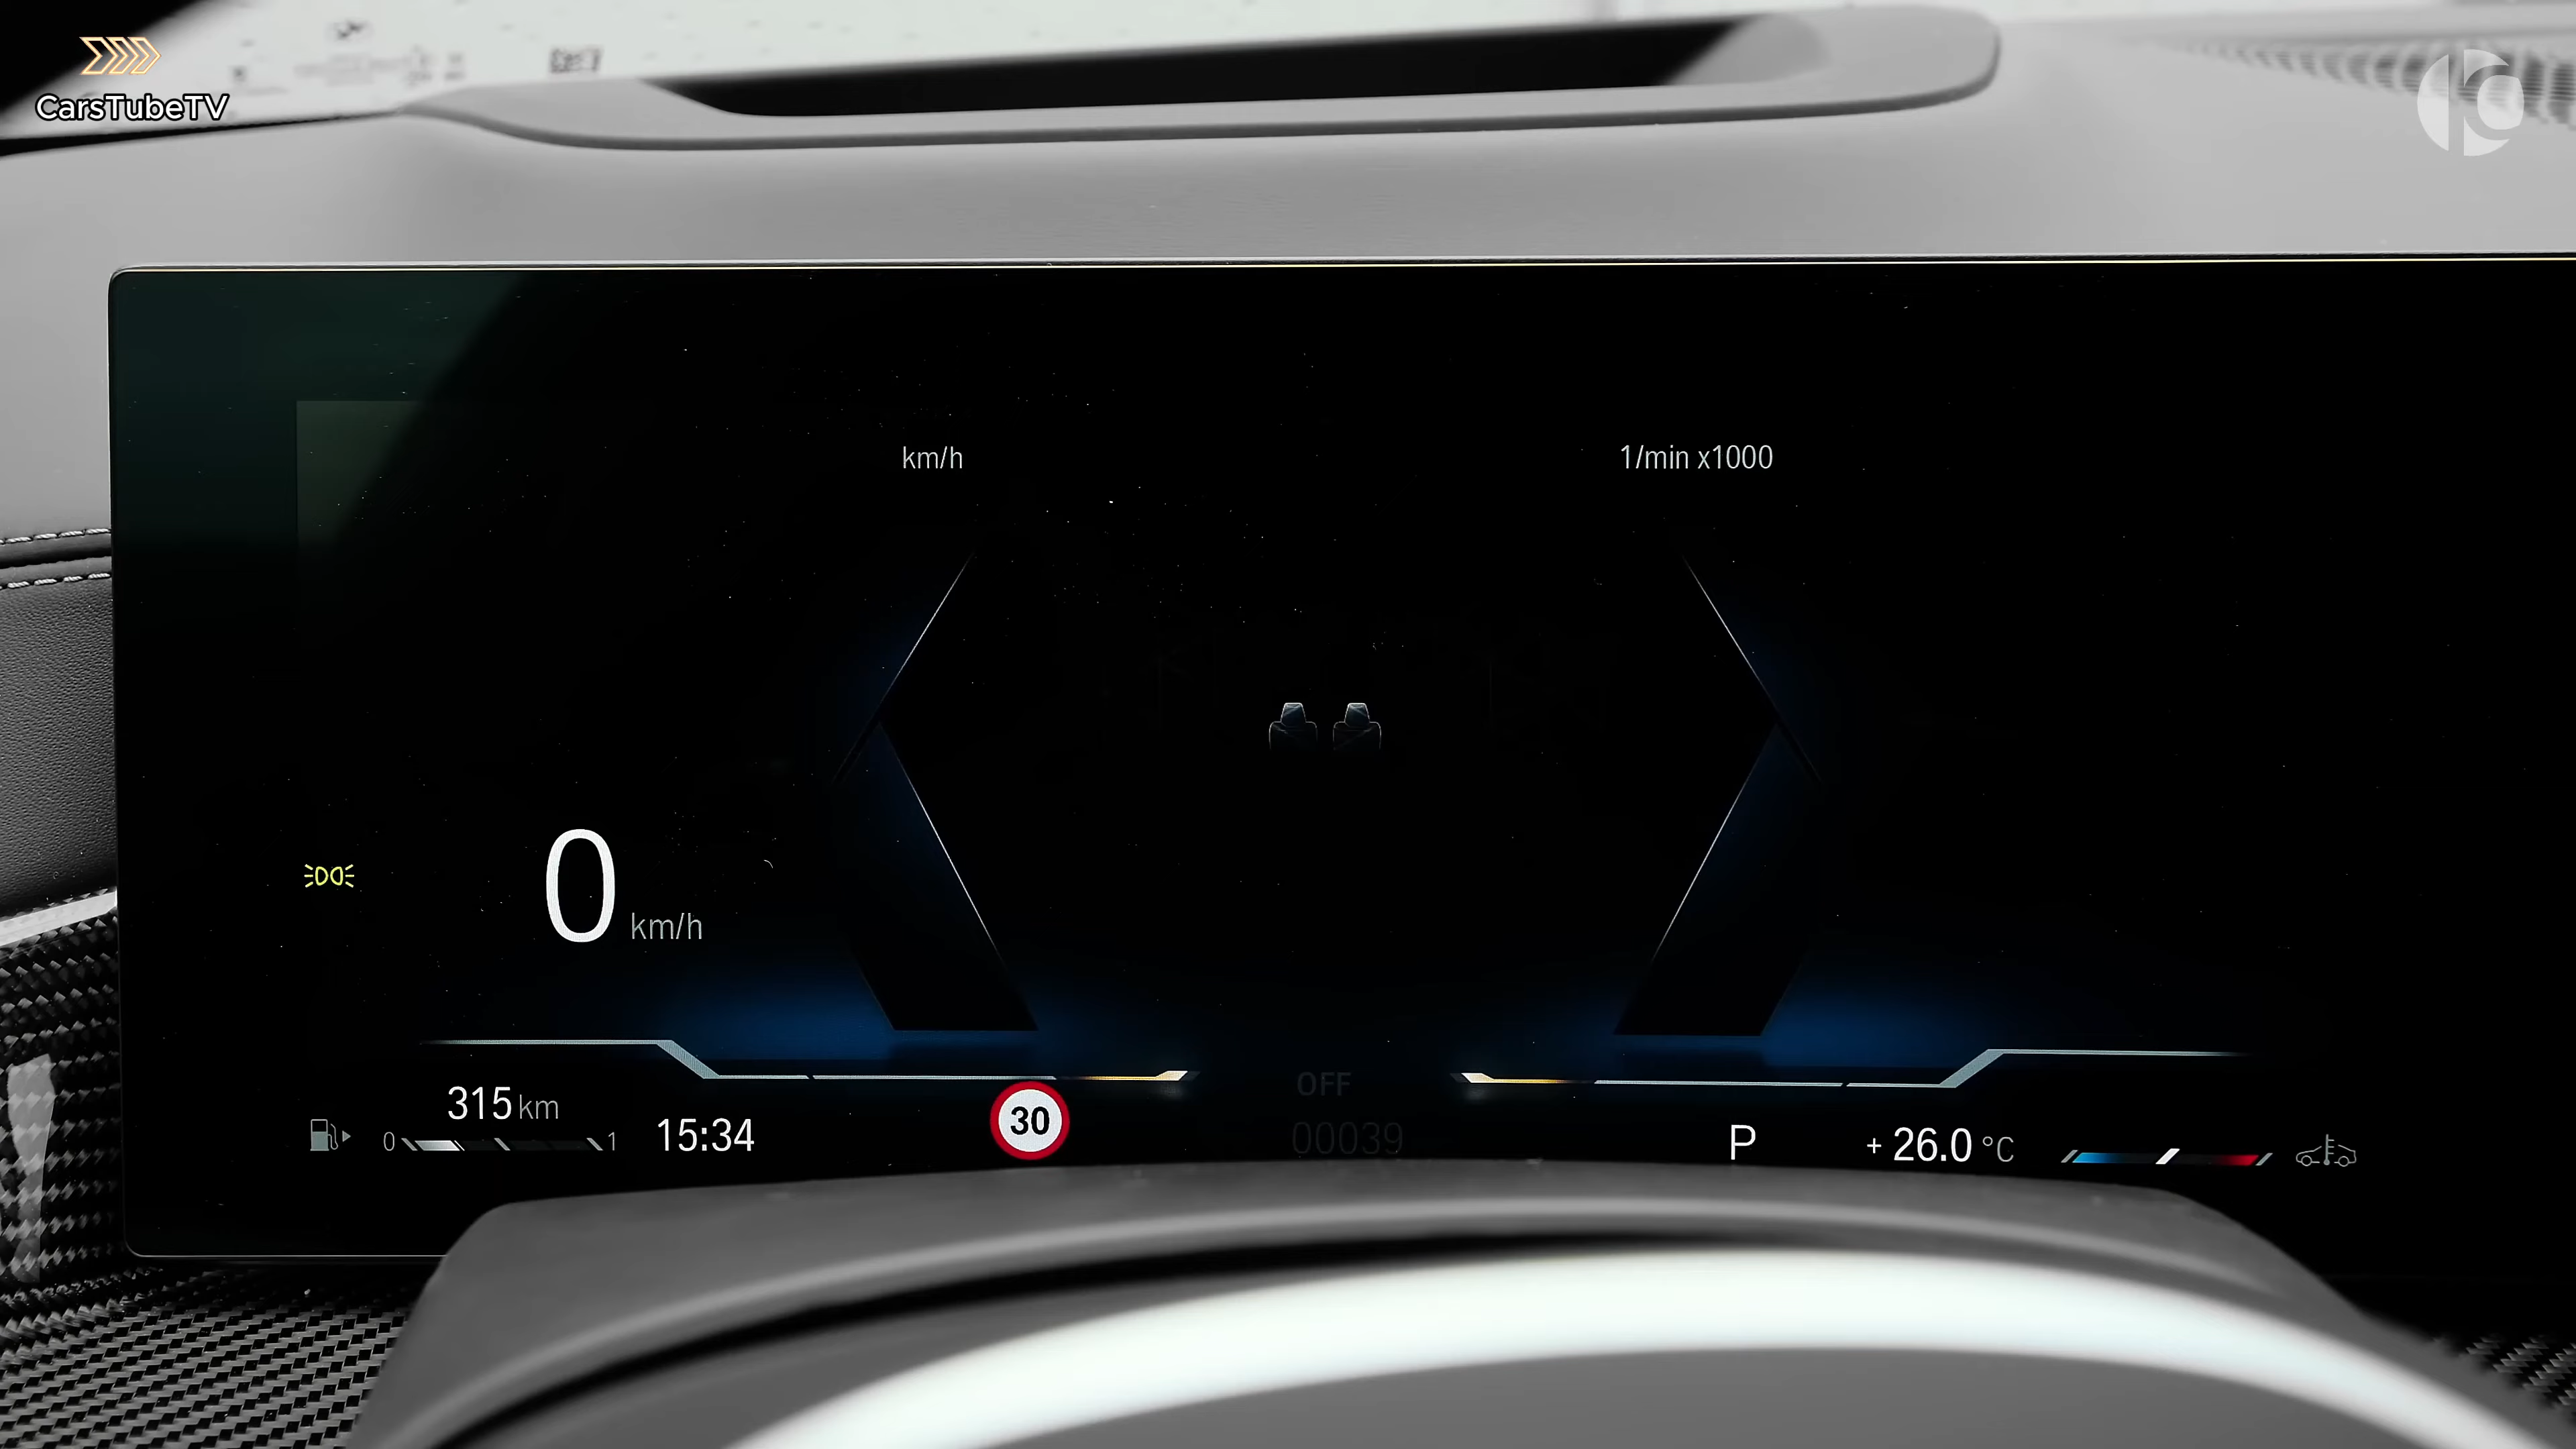 CarsTubeTV
km/h
1/min x1000
0 km/h
OFF
315 km
0 1
15:34
30
00039
P
+ 26.0 °C